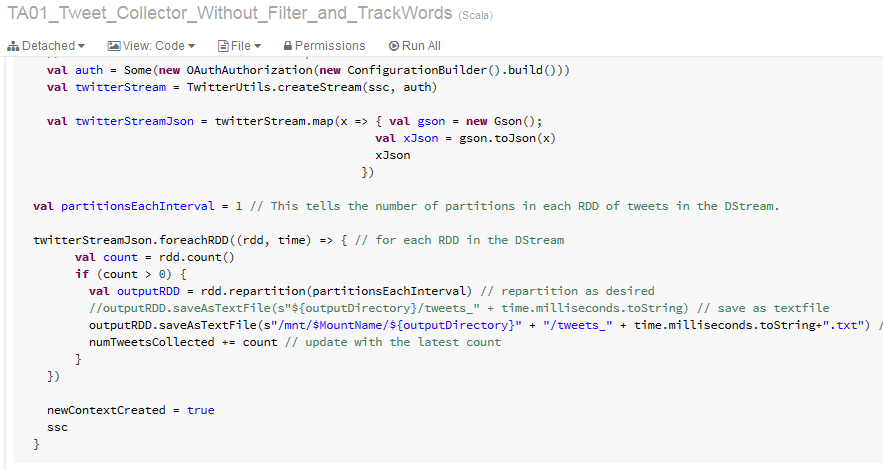 TA01_Tweet_Collector_Without_Filter_and_TrackWords (Scala)
Detached View: Code File Permissions Run All
val auth = Some(new OAuthAuthorization(new ConfigurationBuilder().build()))
val twitterStream = TwitterUtils.createStream(ssc, auth)
val twitterStreamJson = twitterStream.map(x => { val gson = new Gson();
val xJson = gson.toJson(x)
xJson
})
val partitionsEachInterval = 1 // This tells the number of partitions in each RDD of tweets in the DStream.
twitterStreamJson.foreachRDD((rdd, time) => { // for each RDD in the DStream
val count = rdd.count()
if (count > 0) {
val outputRDD = rdd.repartition(partitionsEachInterval) // repartition as desired
//outputRDD.saveAsTextFile(s"${outputDirectory}/tweets_" + time.milliseconds.toString) // save as textfile
outputRDD.saveAsTextFile(s"/mnt/$MountName/${outputDirectory}" + "/tweets_" + time.milliseconds.toString+".txt") /
numTweetsCollected += count // update with the latest count
}
})
newContextCreated = true
ssc
}